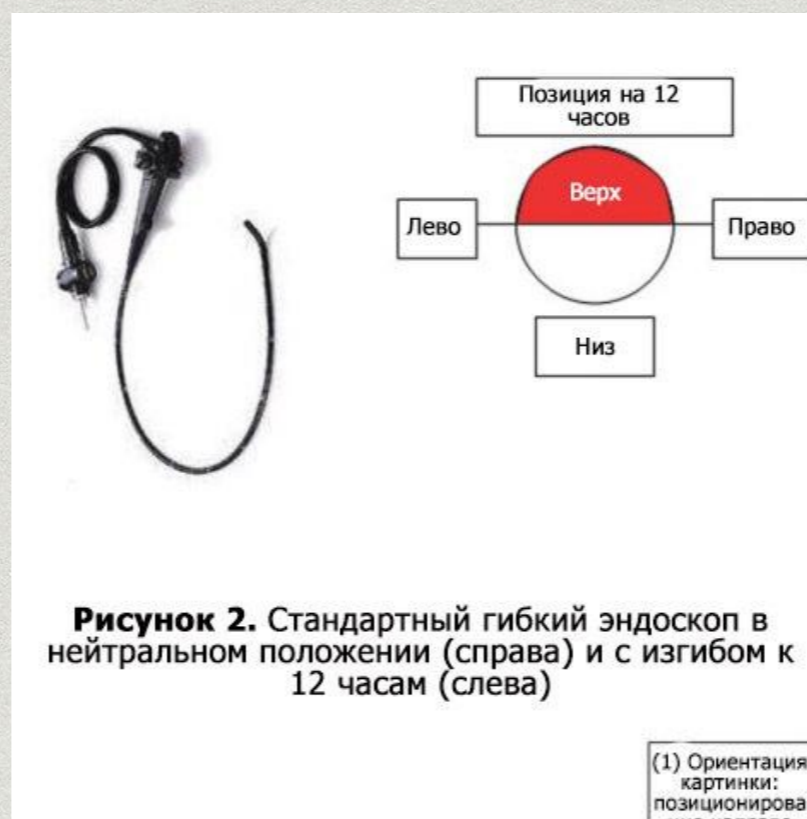 Позиция на 12
часов
Верх
Лево
Право
Низ
Рисунок 2. Стандартный гибкий эндоскоп в
нейтральном положении (справа) и с изгибом к
12 часам (слева)
(1) Ориентация
картинки:
позиционирова